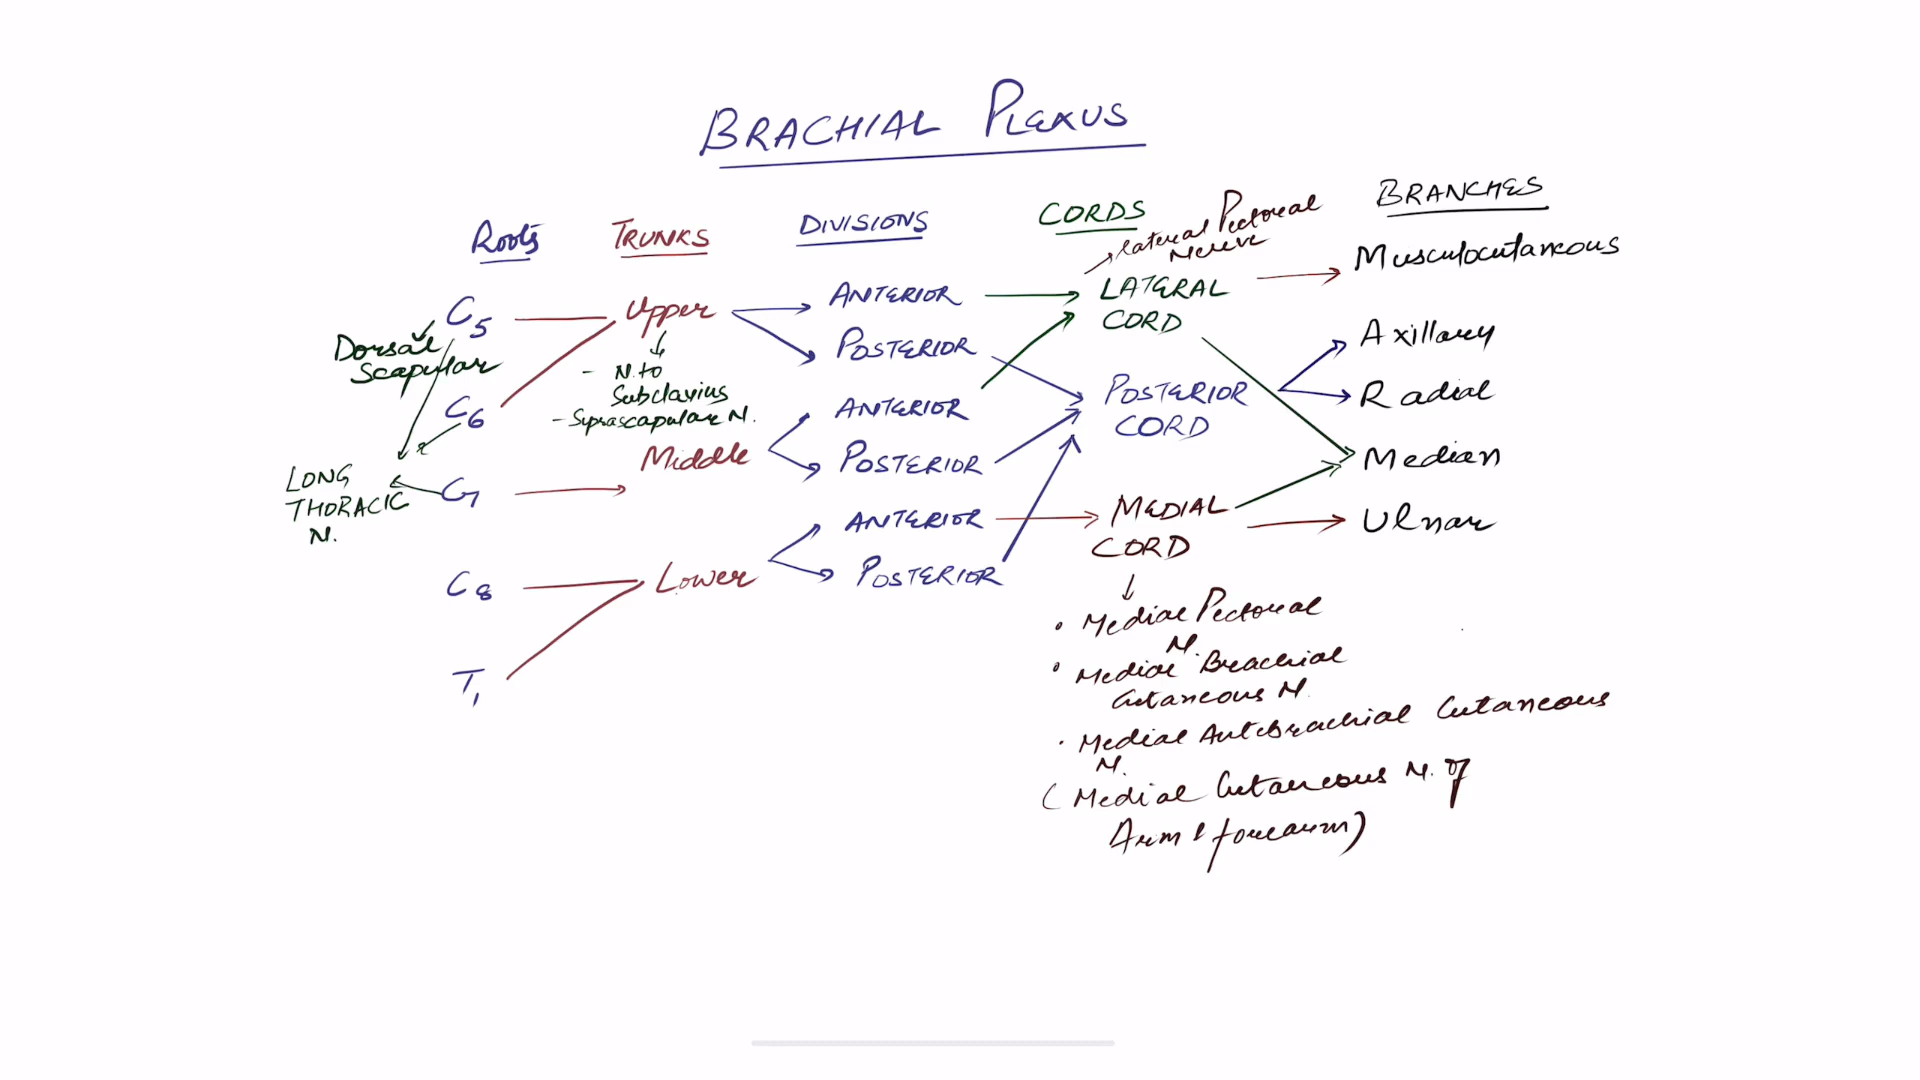 BRACHIAL PLEXUS
Roots
TRUNKS
DIVISIONS
CORDS
BRANCHES
lateral Pectoral
Nerve
C5
Dorsal
Scapular
C6
LONG
THORACIC
N.
C7
C8
T1
Upper
- N. to
Subclavius
- Suprascapular N.
Middle
Lower
ANTERIOR
POSTERIOR
ANTERIOR
POSTERIOR
ANTERIOR
POSTERIOR
LATERAL
CORD
POSTERIOR
CORD
MEDIAL
CORD
• Medial Pectoral
N.
• Medial Brachial
Cutaneous N.
• Medial Antebrachial Cutaneous
N.
(Medial Cutaneous N. of
Arm & forearm)
Musculocutaneous
Axillary
Radial
Median
Ulnar